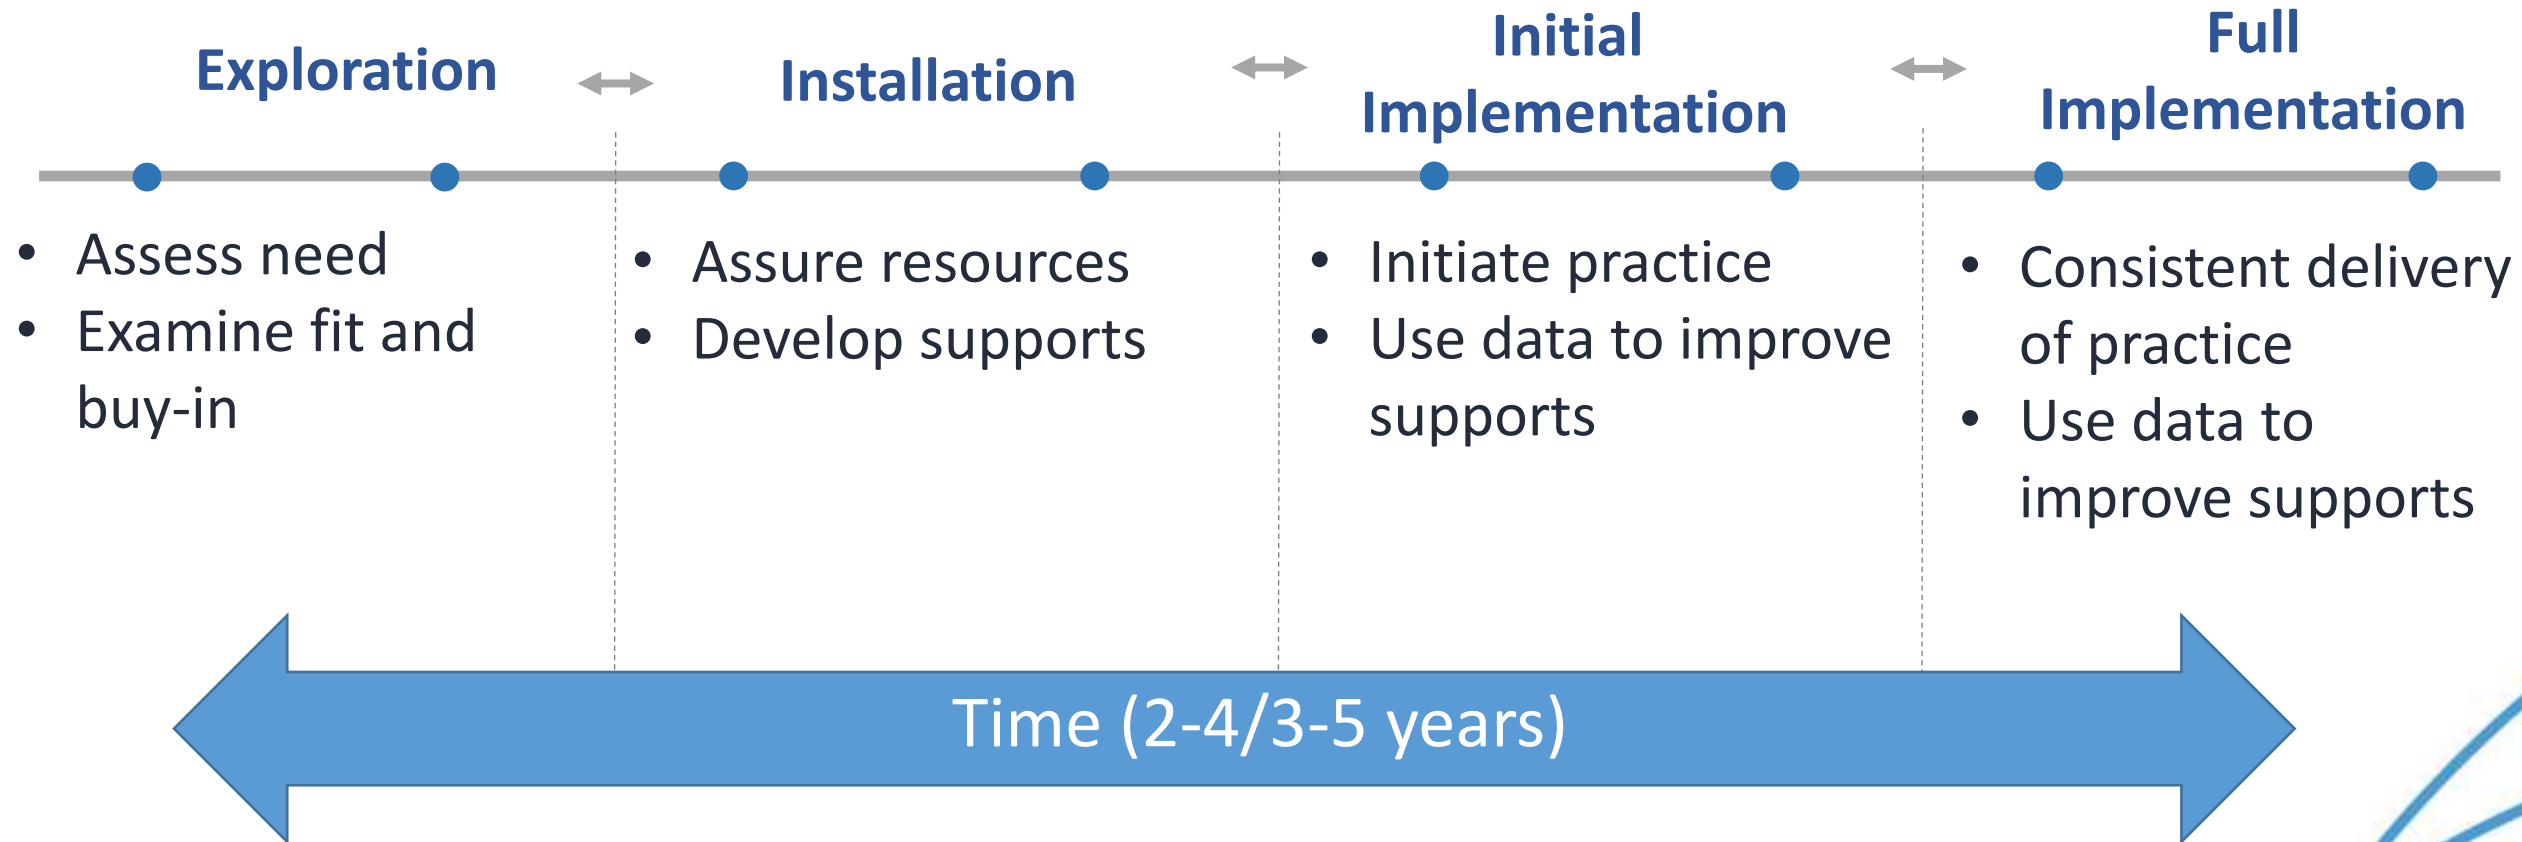 Exploration
Installation
Initial
Implementation
Full
Implementation
• Assess need
• Examine fit and
buy-in
• Assure resources
• Develop supports
• Initiate practice
• Use data to improve
supports
• Consistent delivery
of practice
• Use data to
improve supports
Time (2-4/3-5 years)